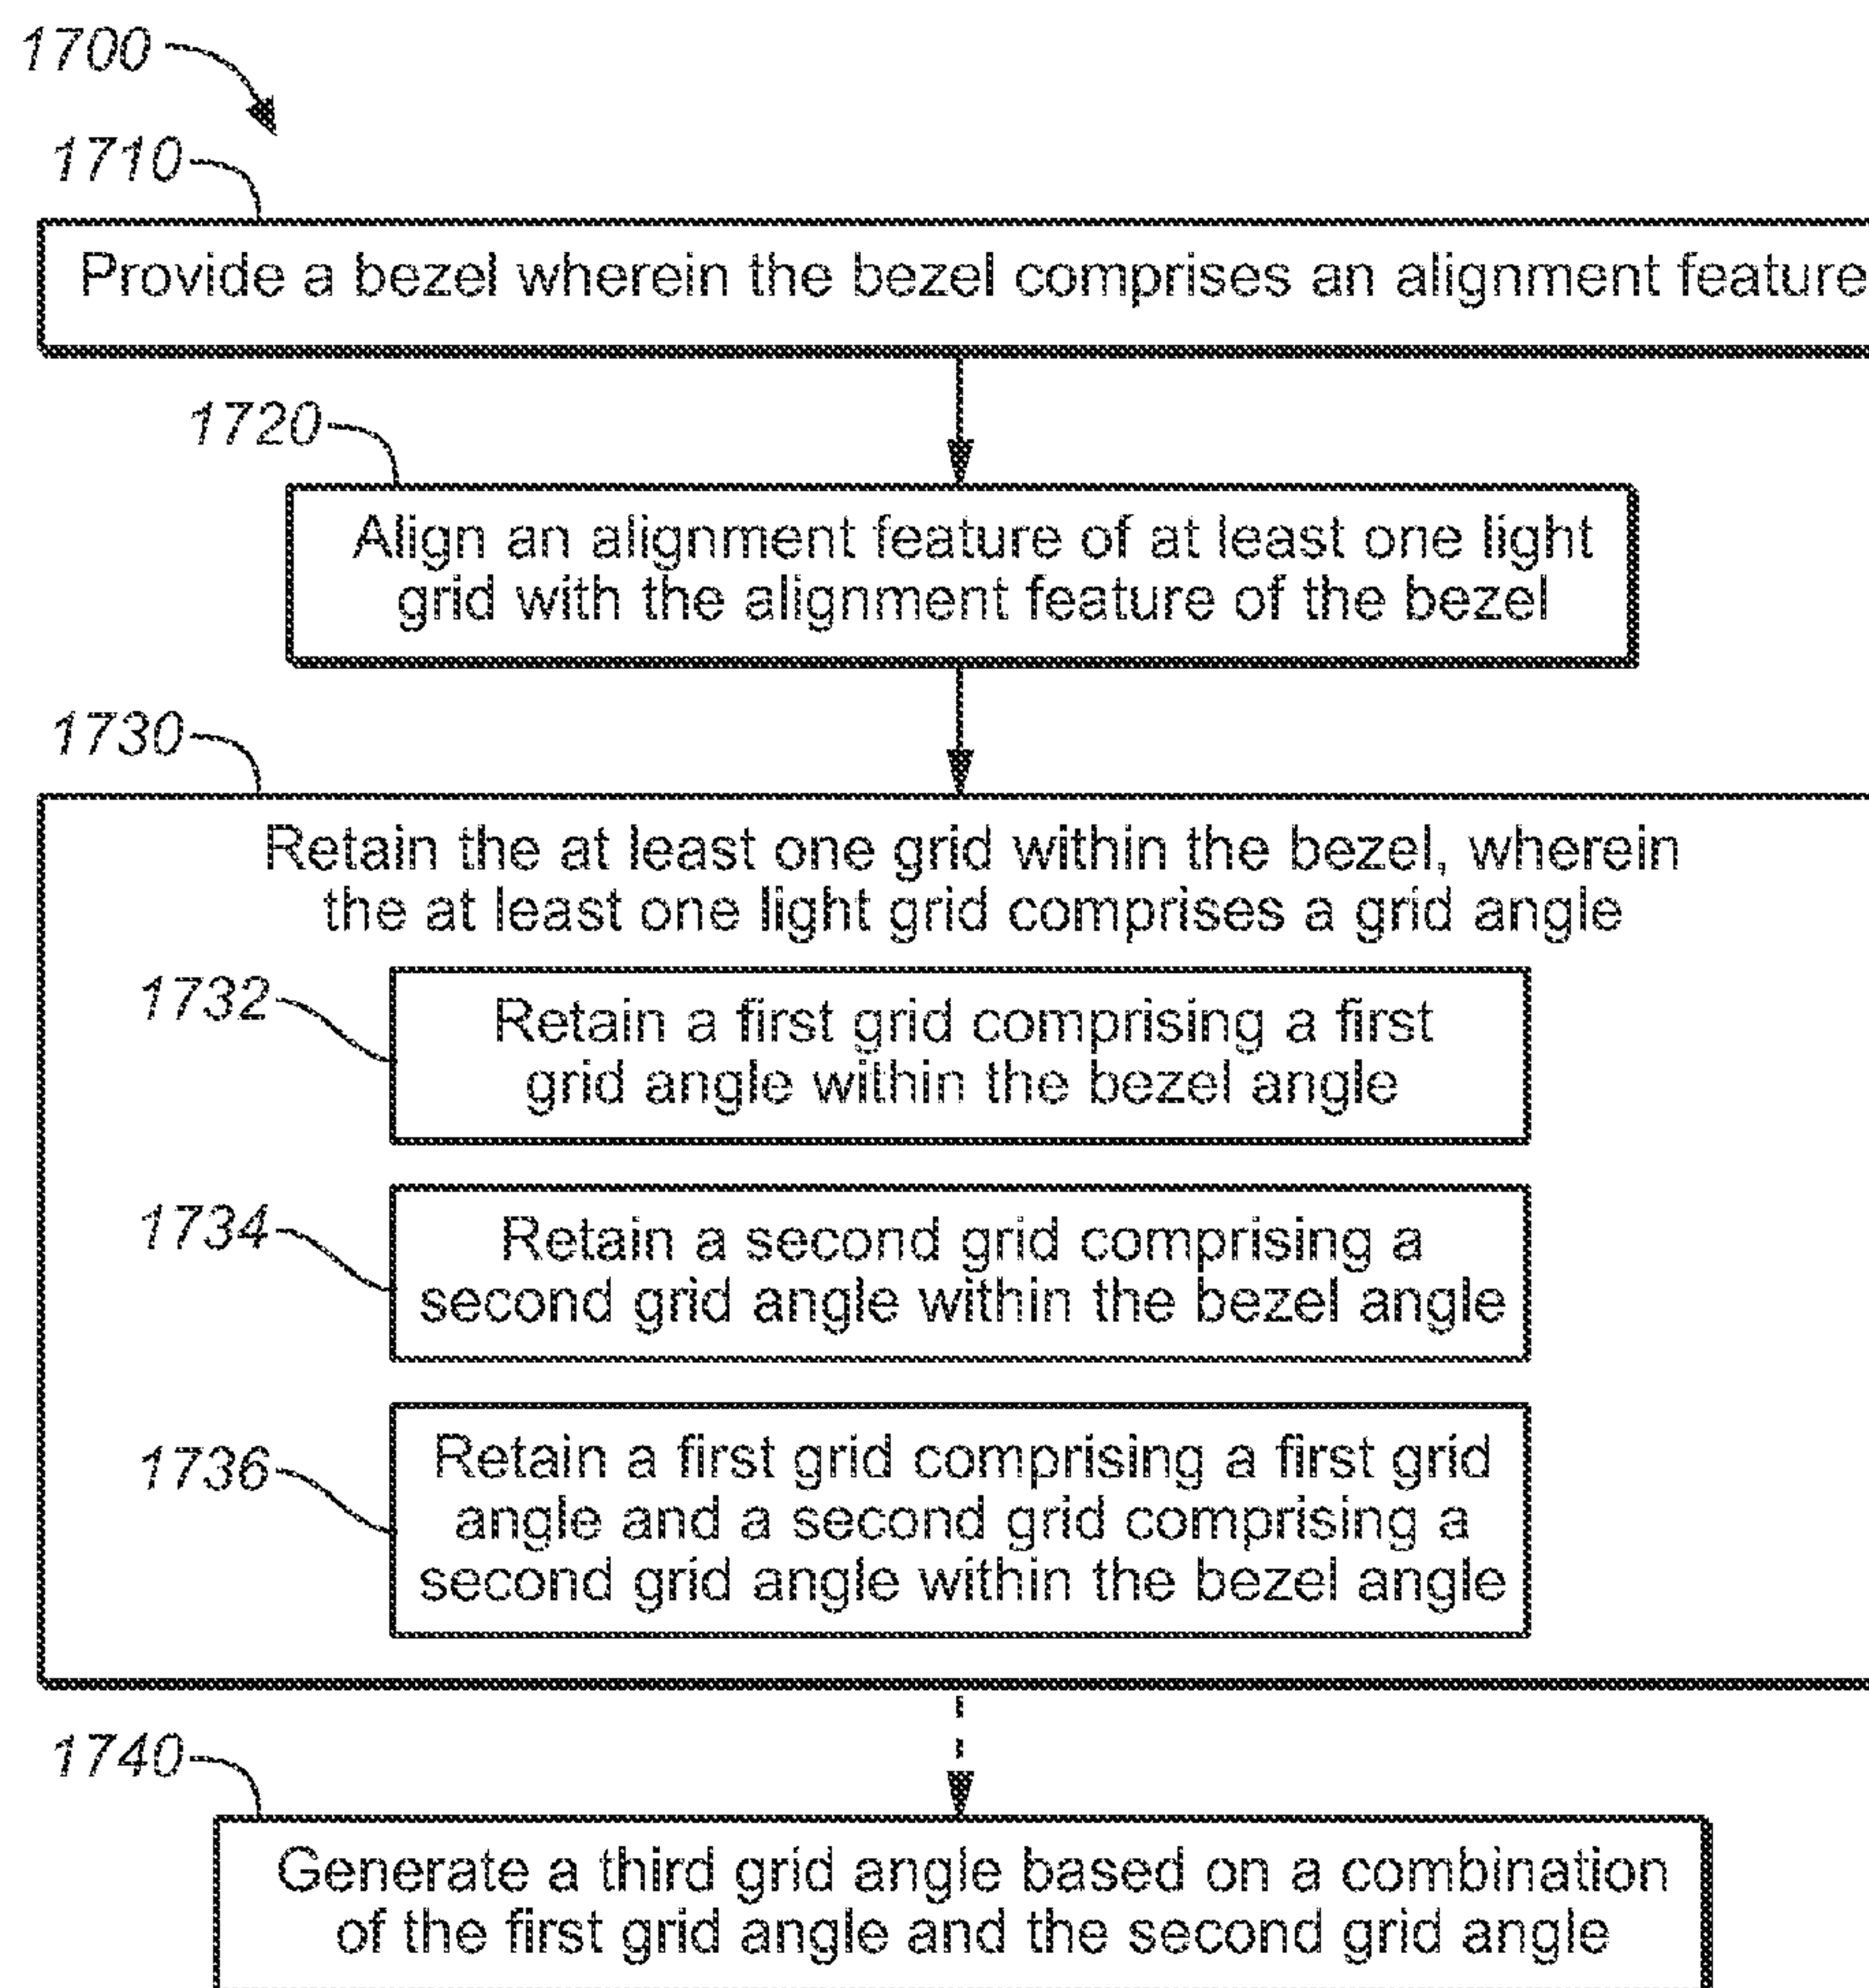 1700
1710
Provide a bezel wherein the bezel comprises an alignment feature
1720
Align an alignment feature of at least one light
grid with the alignment feature of the bezel
1730
Retain the at least one grid within the bezel, wherein
the at least one light grid comprises a grid angle
1732
Retain a first grid comprising a first
grid angle within the bezel angle
1734
Retain a second grid comprising a
second grid angle within the bezel angle
1736
Retain a first grid comprising a first grid
angle and a second grid comprising a
second grid angle within the bezel angle
1740
Generate a third grid angle based on a combination
of the first grid angle and the second grid angle